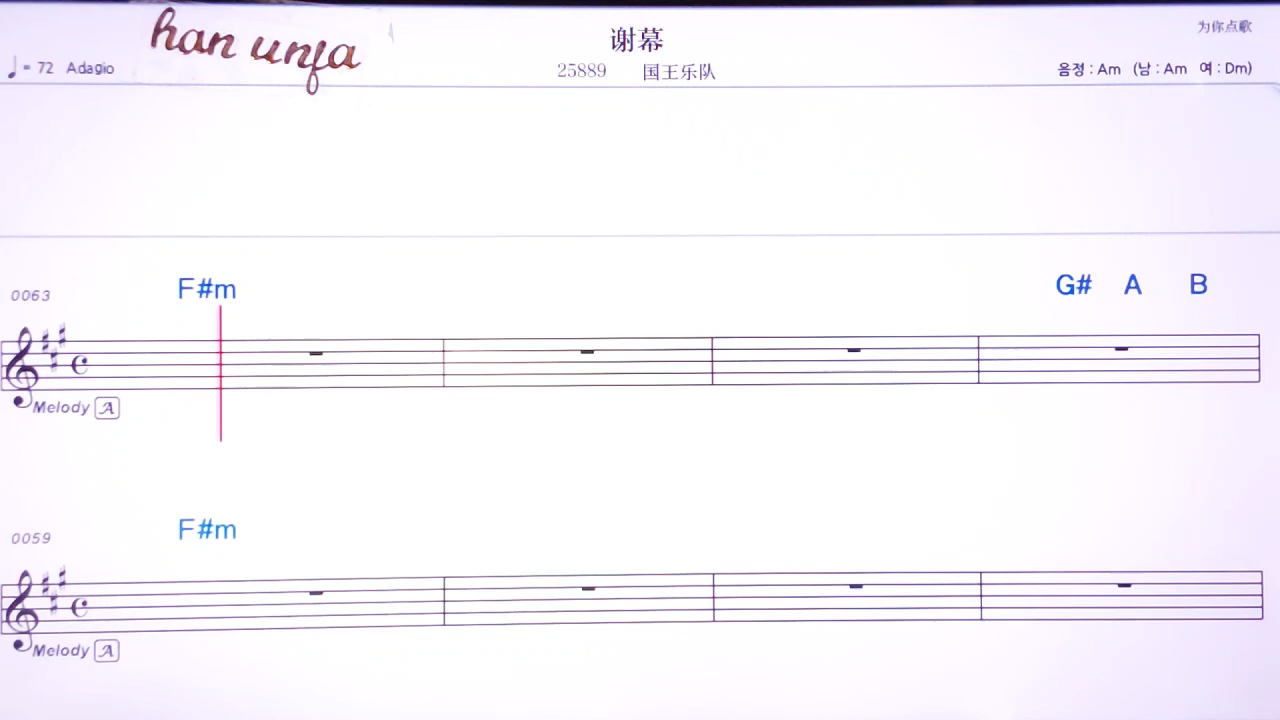 han unfa
谢幕
为你点歌
♩= 72 Adagio
25889 国王乐队
음정 : Am (남 : Am 여 : Dm)
F#m G# A B
0063
Melody A
F#m
0059
Melody A